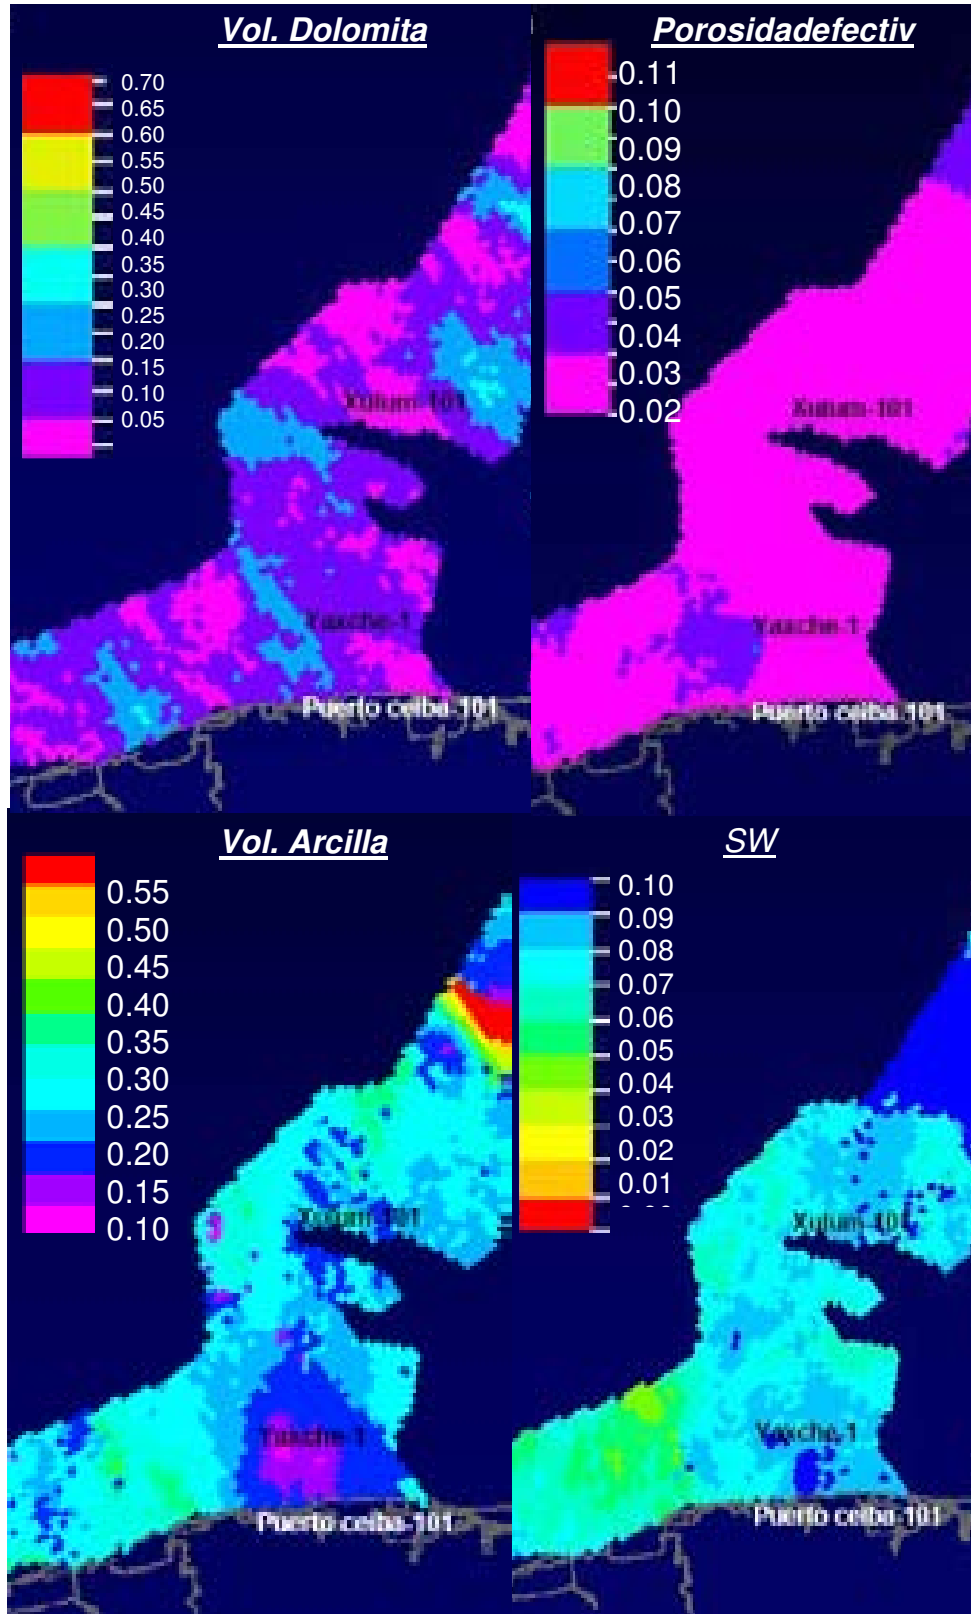 Vol. Dolomita
0.70
0.65
0.60
0.55
0.50
0.45
0.40
0.35
0.30
0.25
0.20
0.15
0.10
0.05
Xulum-101
Yaxche-1
Puerto ceiba-101
Porosidadefectiv
0.11
0.10
0.09
0.08
0.07
0.06
0.05
0.04
0.03
0.02
Xulum-101
Yaxche-1
Puerto ceiba-101
Vol. Arcilla
0.55
0.50
0.45
0.40
0.35
0.30
0.25
0.20
0.15
0.10
Xulum-101
Yaxche-1
Puerto ceiba-101
SW
0.10
0.09
0.08
0.07
0.06
0.05
0.04
0.03
0.02
0.01
Xulum-101
Yaxche-1
Puerto ceiba-101